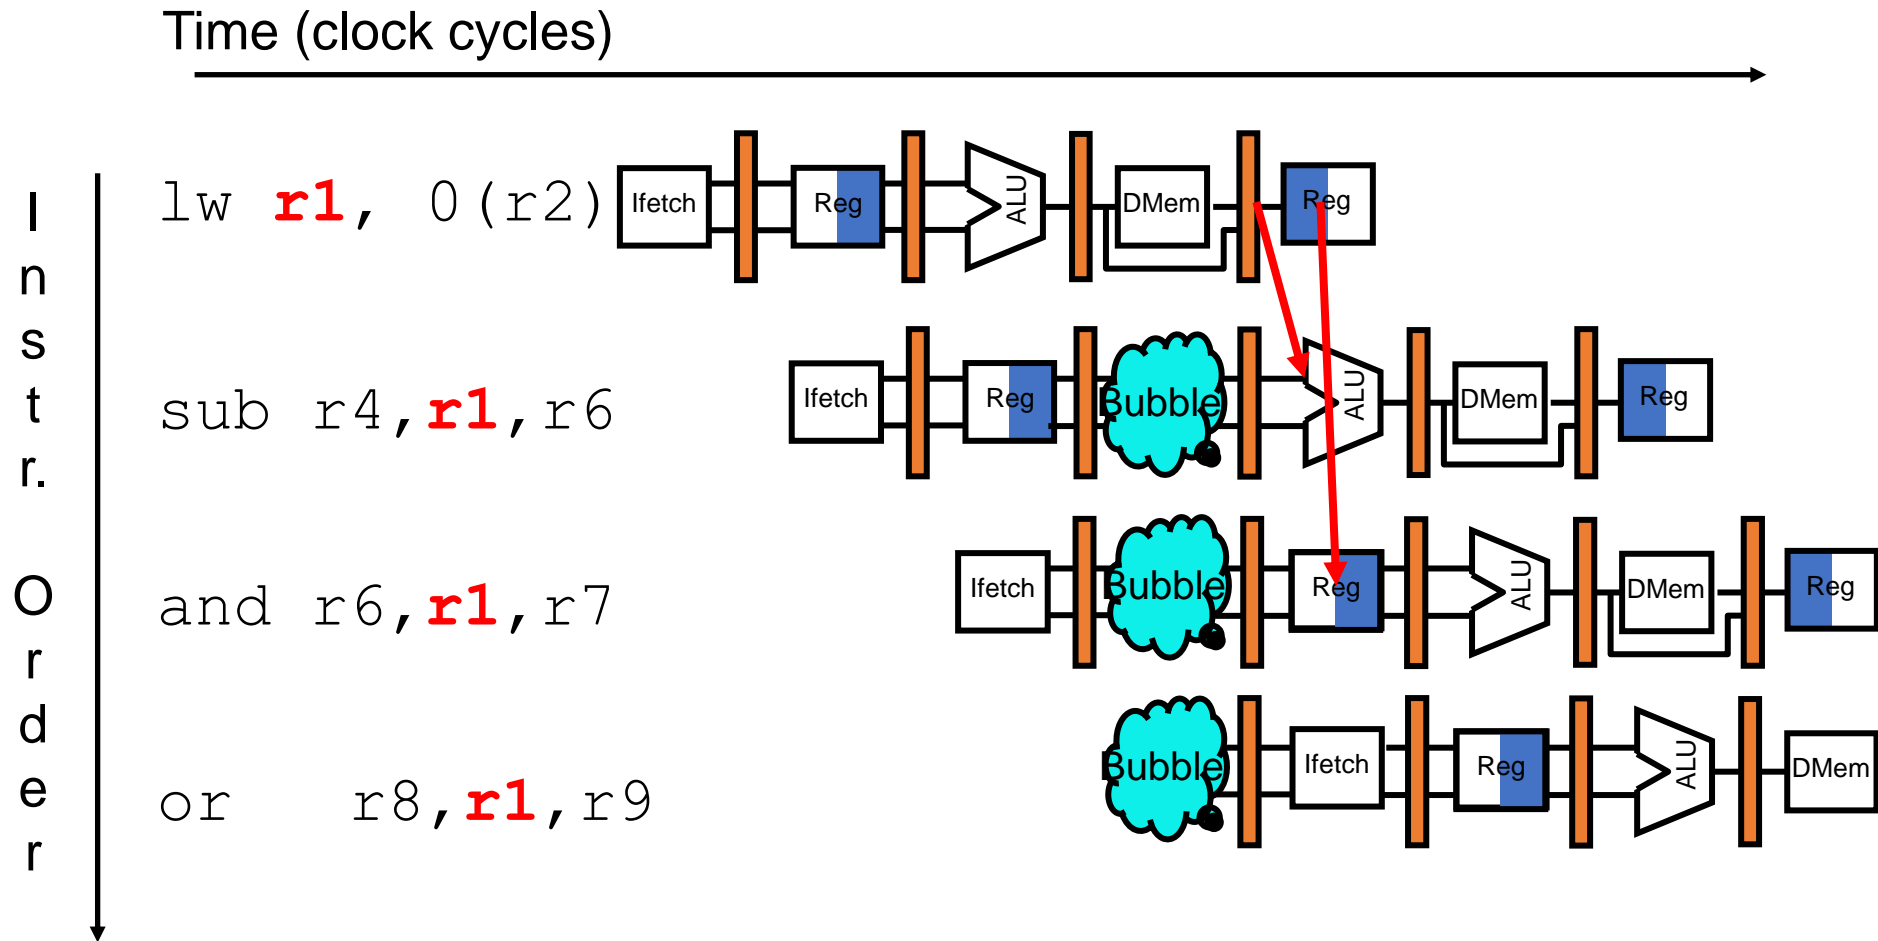 Time (clock cycles)
Instr. Order
lw r1, 0(r2) Ifetch Reg ALU DMem Reg
sub r4,r1,r6 Ifetch Reg Bubble ALU DMem Reg
and r6,r1,r7 Ifetch Bubble Reg ALU DMem Reg
or r8,r1,r9 Bubble Ifetch Reg ALU DMem